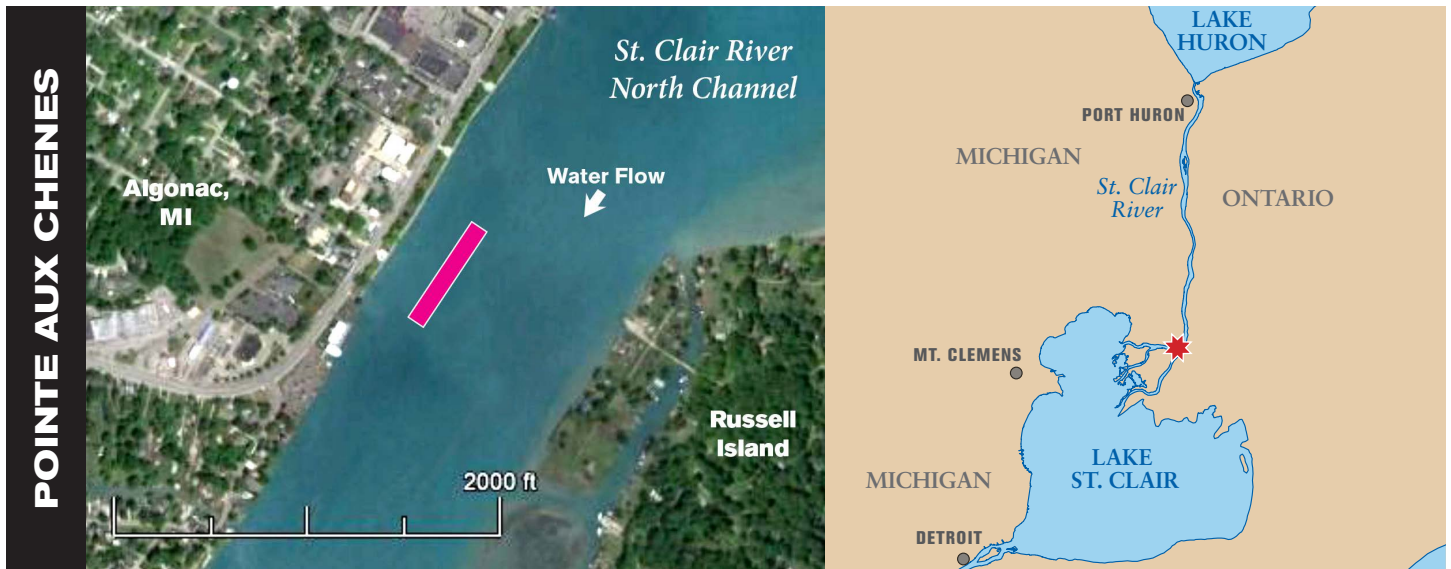 POINTE AUX CHENES
St. Clair River
North Channel
Water Flow
Algonac,
MI
Russell
Island
2000 ft
LAKE
HURON
PORT HURON
MICHIGAN
St. Clair
River
ONTARIO
MT. CLEMENS
LAKE
ST. CLAIR
MICHIGAN
DETROIT